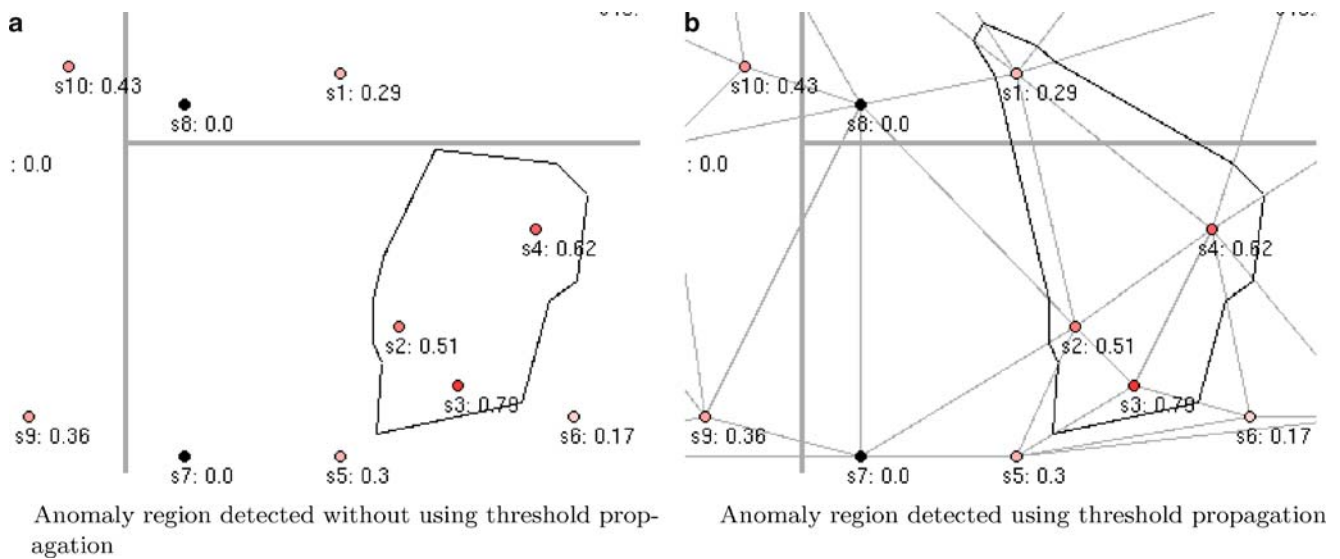 a
s10: 0.43
s1: 0.29
s8: 0.0
: 0.0
s4: 0.62
s2: 0.51
s3: 0.79
s9: 0.36
s6: 0.17
s7: 0.0
s5: 0.3
Anomaly region detected without using threshold prop-
agation
b
s10: 0.43
s1: 0.29
s8: 0.0
: 0.0
s4: 0.62
s2: 0.51
s3: 0.79
s9: 0.36
s6: 0.17
s7: 0.0
s5: 0.3
Anomaly region detected using threshold propagation